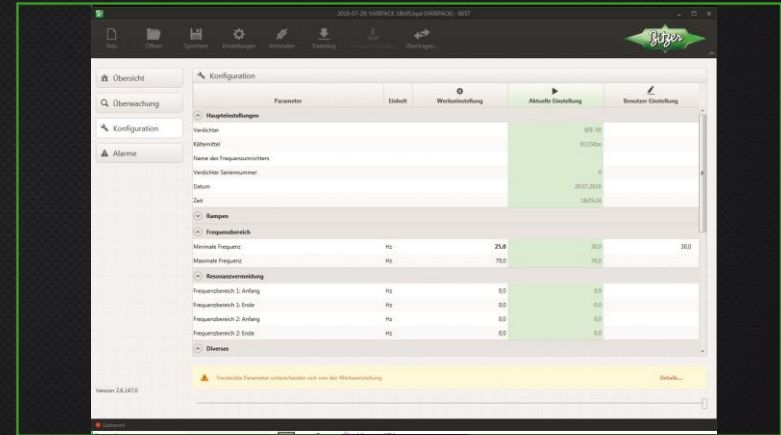 2016-07-20, VARIPACK 18H05.bpd (VARIPACK) - BEST
Neu Öffnen Speichern Einstellungen Verbinden Datenlog Übertragen...
Bitzer
Übersicht
Überwachung
Konfiguration
Alarme
Konfiguration
Parameter Einheit Werkseinstellung Aktuelle Einstellung Benutzer Einstellung
Haupteinstellungen
Verdichter
Kältemittel R1234ze
Name des Frequenzumrichters
Verdichter Seriennummer 0
Datum 20.07.2016
Zeit 18:05:24
Rampen
Frequenzbereich
Minimale Frequenz Hz 25,0 30,0 30,0
Maximale Frequenz Hz 70,0 70,0
Resonanzvermeidung
Frequenzbereich 1: Anfang Hz 0,0 0,0
Frequenzbereich 1: Ende Hz 0,0 0,0
Frequenzbereich 2: Anfang Hz 0,0 0,0
Frequenzbereich 2: Ende Hz 0,0 0,0
Diverses
Versteckte Parameter unterscheiden sich von der Werkseinstellung Details...
Version 2.6.147.0
Getrennt